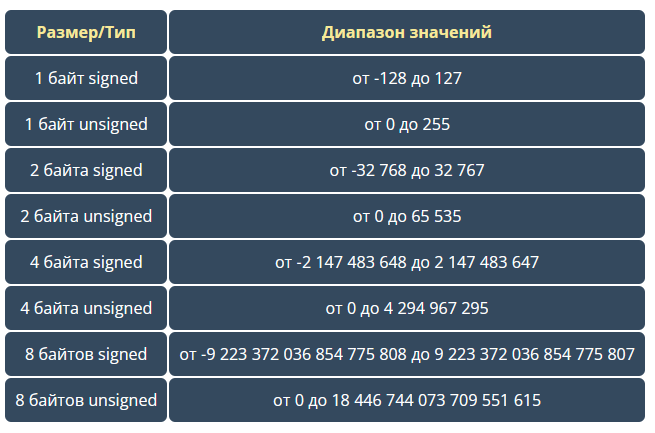 Размер/Тип Диапазон значений
1 байт signed от -128 до 127
1 байт unsigned от 0 до 255
2 байта signed от -32 768 до 32 767
2 байта unsigned от 0 до 65 535
4 байта signed от -2 147 483 648 до 2 147 483 647
4 байта unsigned от 0 до 4 294 967 295
8 байтов signed от -9 223 372 036 854 775 808 до 9 223 372 036 854 775 807
8 байтов unsigned от 0 до 18 446 744 073 709 551 615